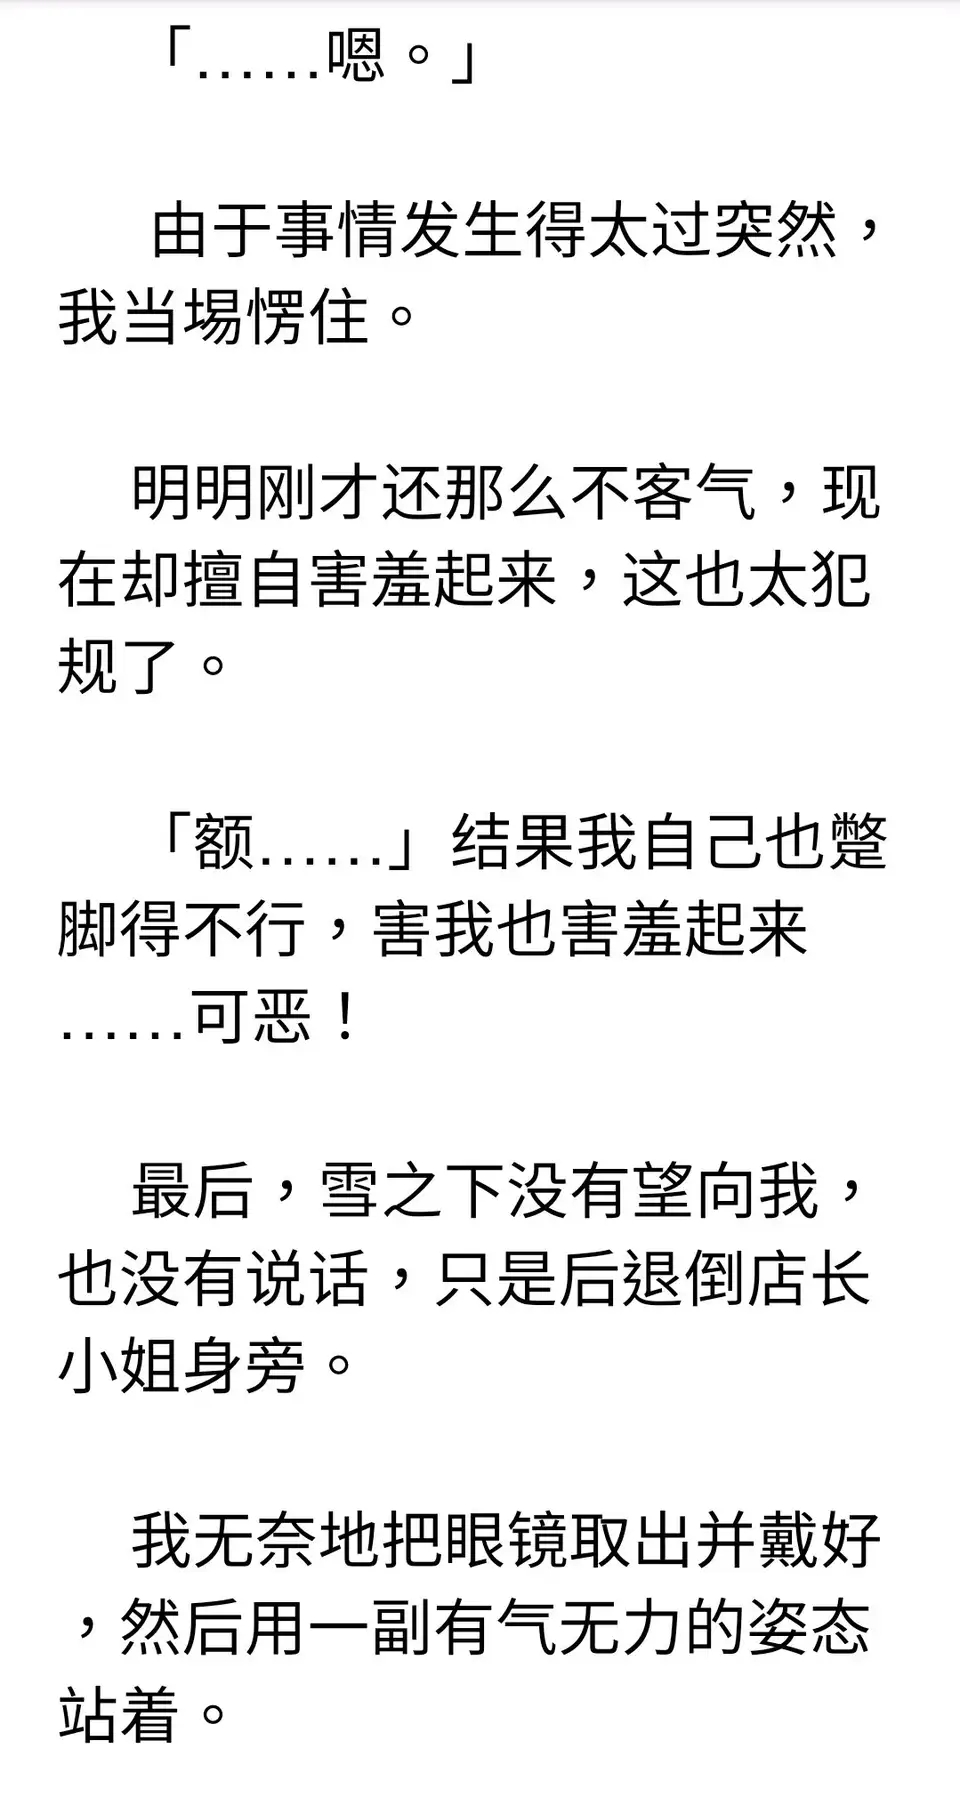 「……嗯。」
由于事情发生得太过突然，
我当場愣住。
明明刚才还那么不客气，现
在却擅自害羞起来，这也太犯
规了。
「额……」结果我自己也蹩
脚得不行，害我也害羞起来
……可恶！
最后，雪之下没有望向我，
也没有说话，只是后退倒店长
小姐身旁。
我无奈地把眼镜取出并戴好
，然后用一副有气无力的姿态
站着。